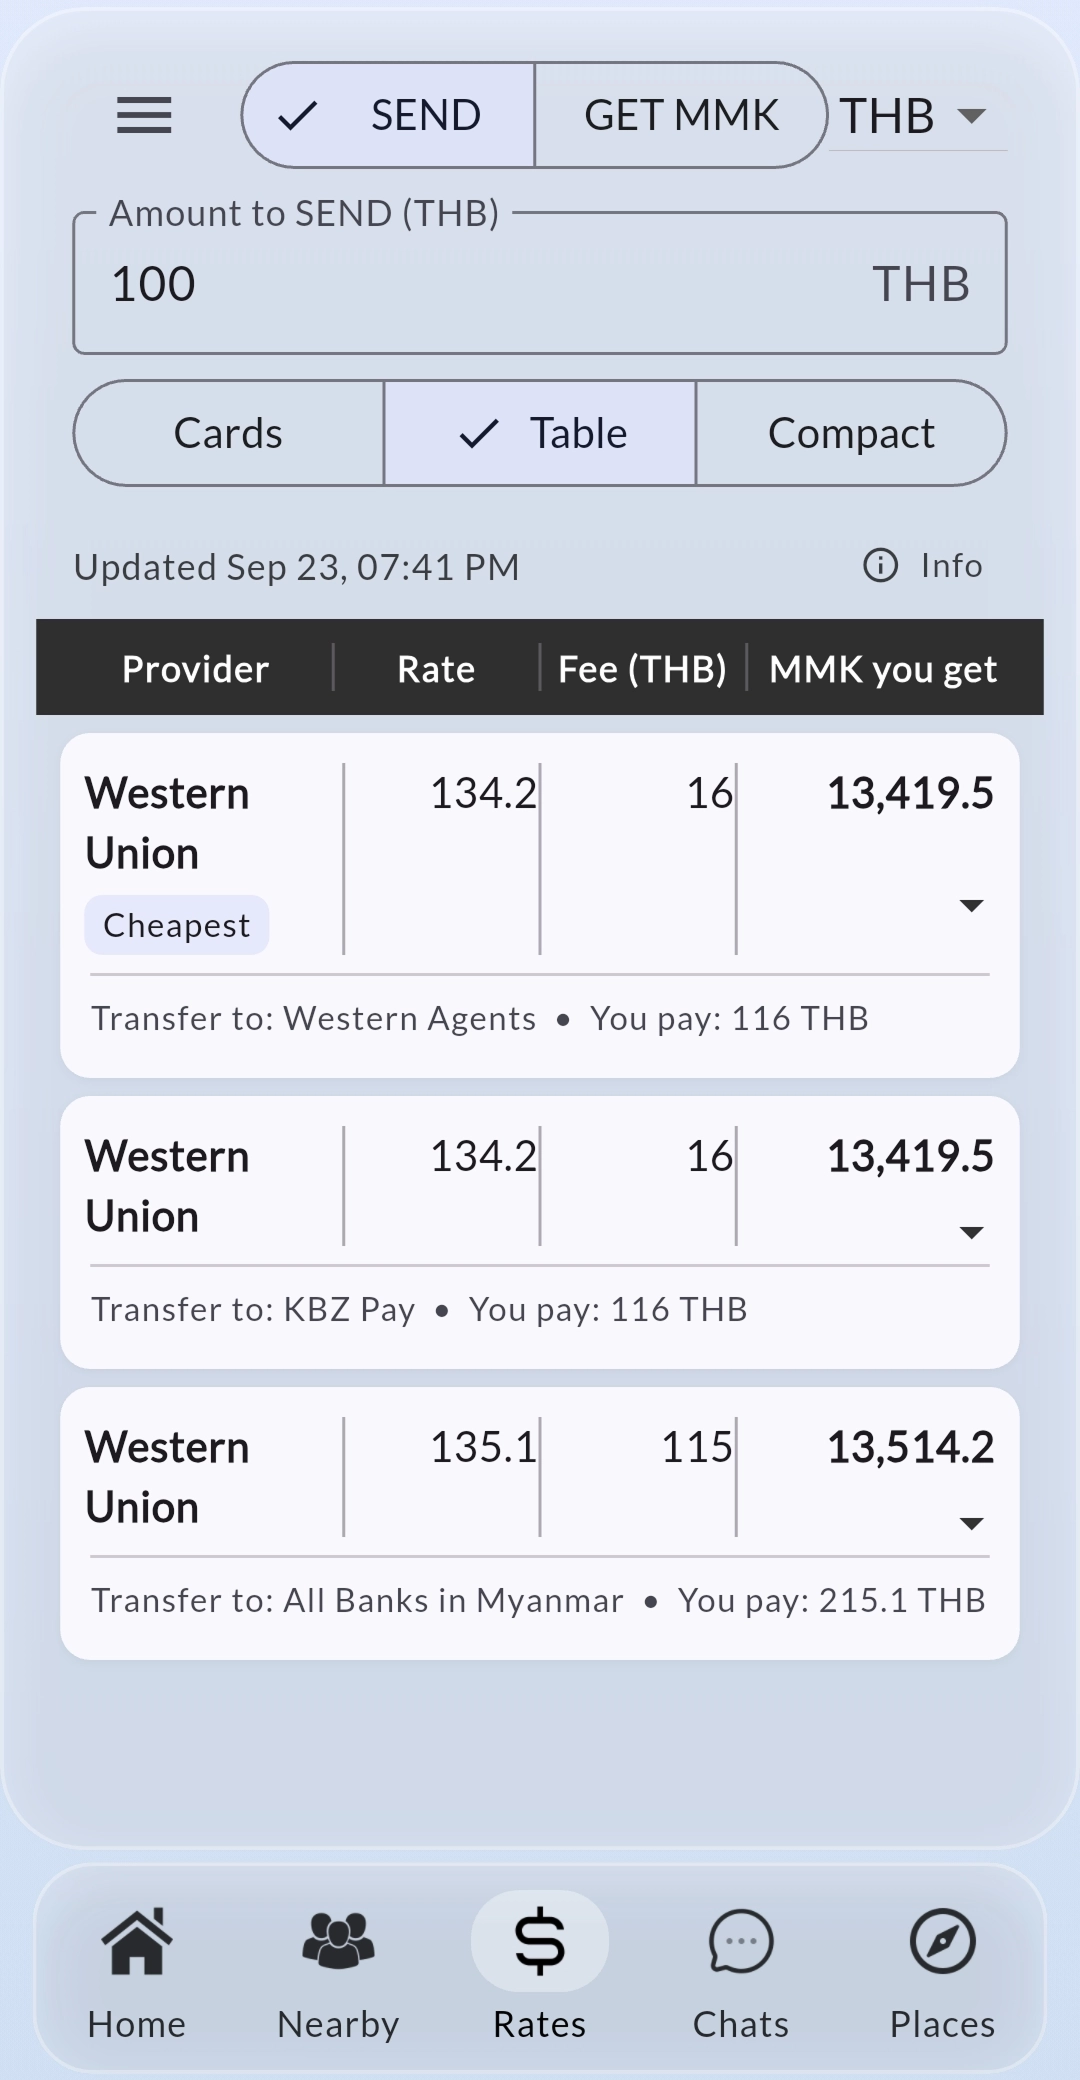 SEND
GET MMK
THB
Amount to SEND (THB)
100
THB
Cards
Table
Compact
Updated Sep 23, 07:41 PM
Info
Provider
Rate
Fee (THB)
MMK you get
Western
Union
134.2
16
13,419.5
Cheapest
Transfer to: Western Agents • You pay: 116 THB
Western
Union
134.2
16
13,419.5
Transfer to: KBZ Pay • You pay: 116 THB
Western
Union
135.1
115
13,514.2
Transfer to: All Banks in Myanmar • You pay: 215.1 THB
Home
Nearby
Rates
Chats
Places